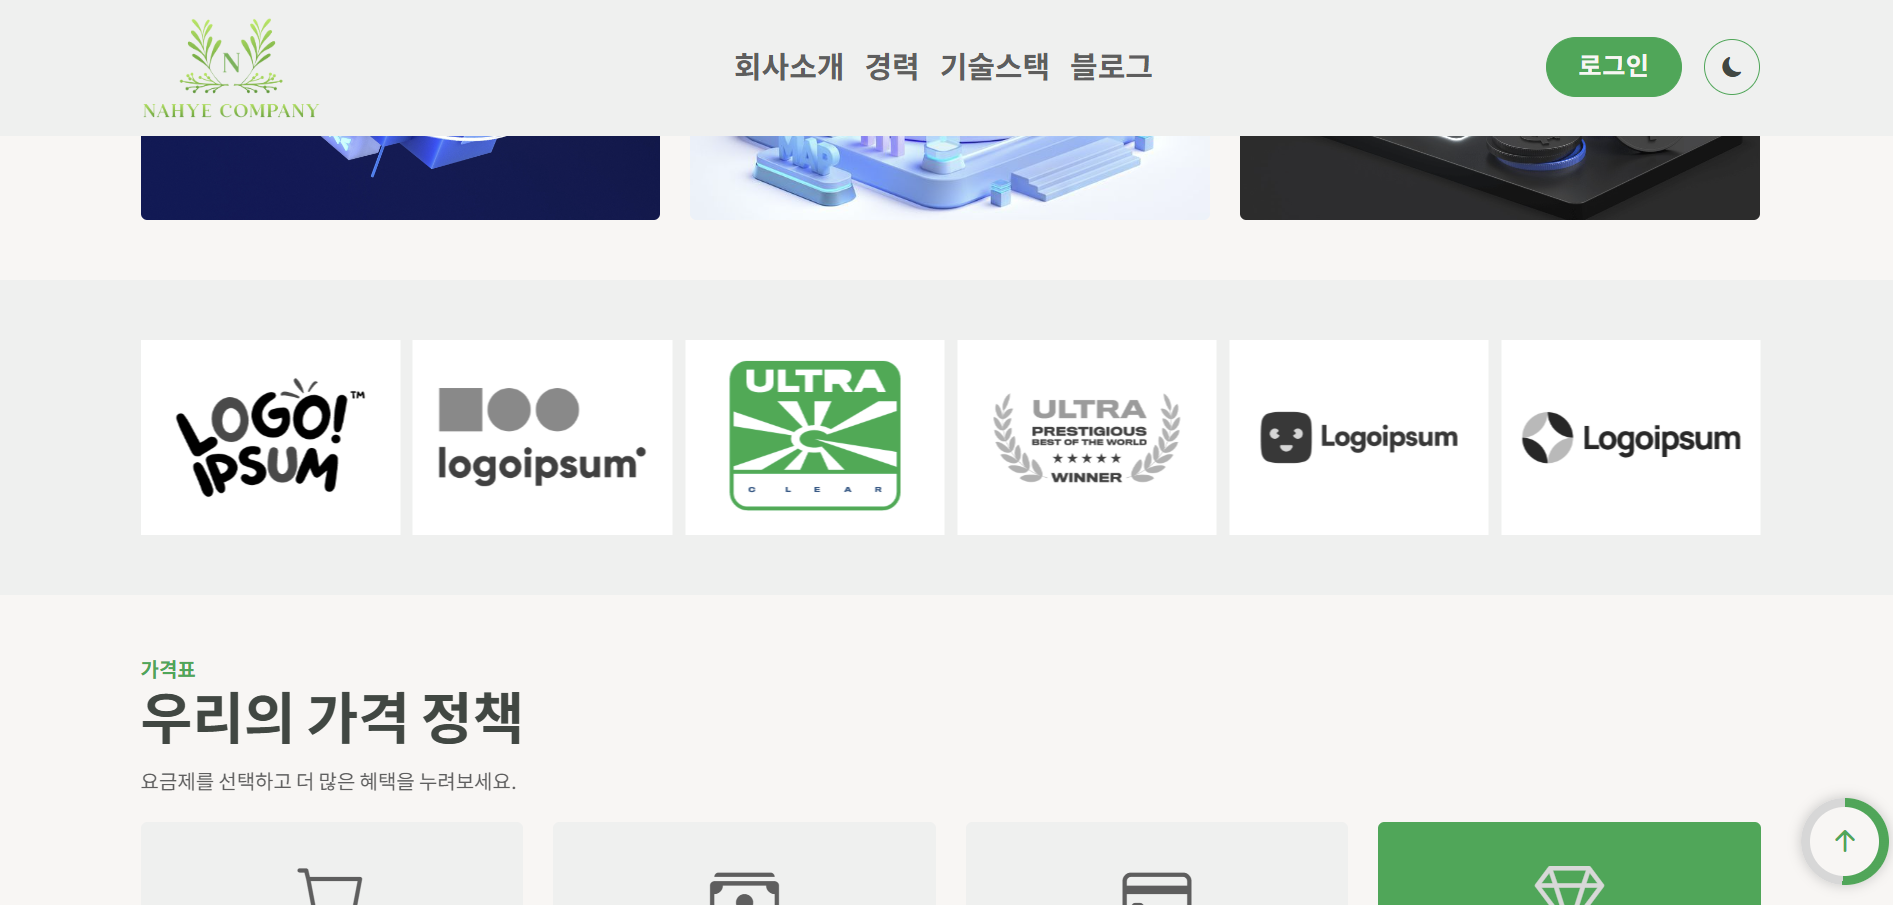 N
NAHYE COMPANY
회사소개 경력 기술스택 블로그
로그인
MAP
LOGO!™
IPSUM
logoipsum
ULTRA
CLEAR
ULTRA
PRESTIGIOUS
BEST OF THE WORLD
★★★★★
WINNER
Logoipsum
Logoipsum
가격표
우리의 가격 정책
요금제를 선택하고 더 많은 혜택을 누려보세요.